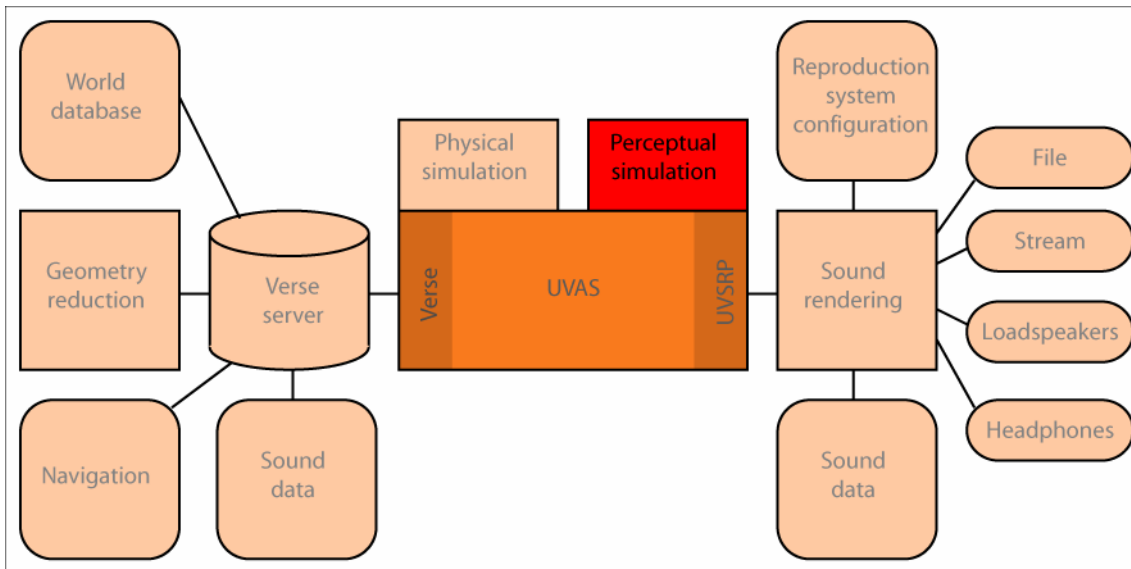 World
database
Geometry
reduction
Navigation
Verse
server
Sound
data
Physical
simulation
Perceptual
simulation
Verse
UVAS
UVSRP
Reproduction
system
configuration
Sound
rendering
Sound
data
File
Stream
Loadspeakers
Headphones